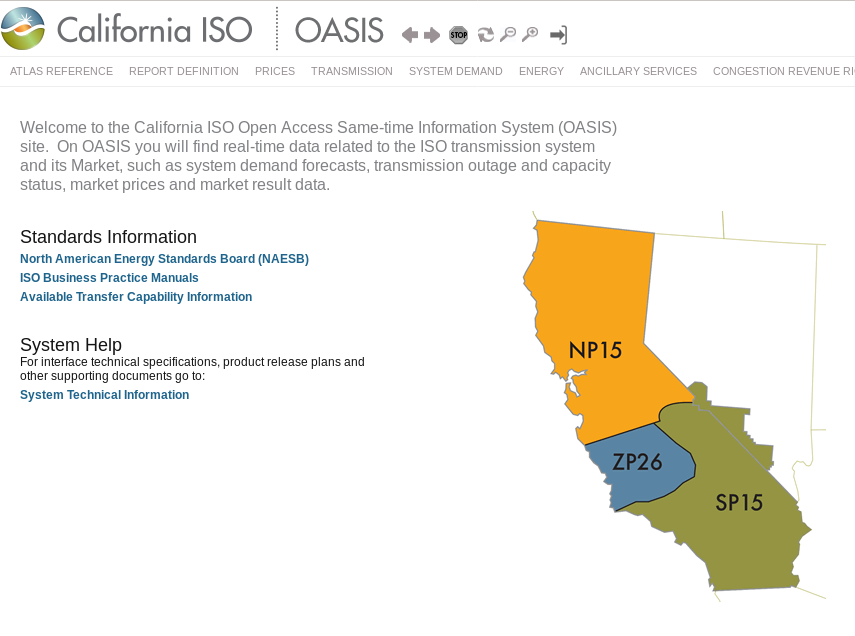 California ISO OASIS STOP
ATLAS REFERENCE REPORT DEFINITION PRICES TRANSMISSION SYSTEM DEMAND ENERGY ANCILLARY SERVICES CONGESTION REVENUE
Welcome to the California ISO Open Access Same-time Information System (OASIS)
site. On OASIS you will find real-time data related to the ISO transmission system
and its Market, such as system demand forecasts, transmission outage and capacity
status, market prices and market result data.
Standards Information
North American Energy Standards Board (NAESB)
ISO Business Practice Manuals
Available Transfer Capability Information
System Help
For interface technical specifications, product release plans and
other supporting documents go to:
System Technical Information
NP15
ZP26
SP15